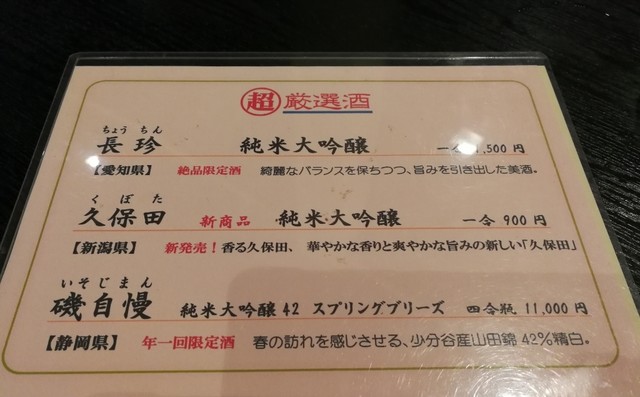 超 厳選酒
ちょう ちん
長珍 純米大吟醸 一合 ,500円
【愛知県】 絶品限定酒 綺麗なバランスを保ちつつ、旨みを引き出した美酒。
くぼた
久保田 新商品 純米大吟醸 一合 900円
【新潟県】 新発売！香る久保田、華やかな香りと爽やかな旨みの新しい「久保田」
いそじまん
磯自慢 純米大吟醸42 スプリングブリーズ 四合瓶 11,000円
【静岡県】 年一回限定酒 春の訪れを感じさせる、少分谷産山田錦42%精白。